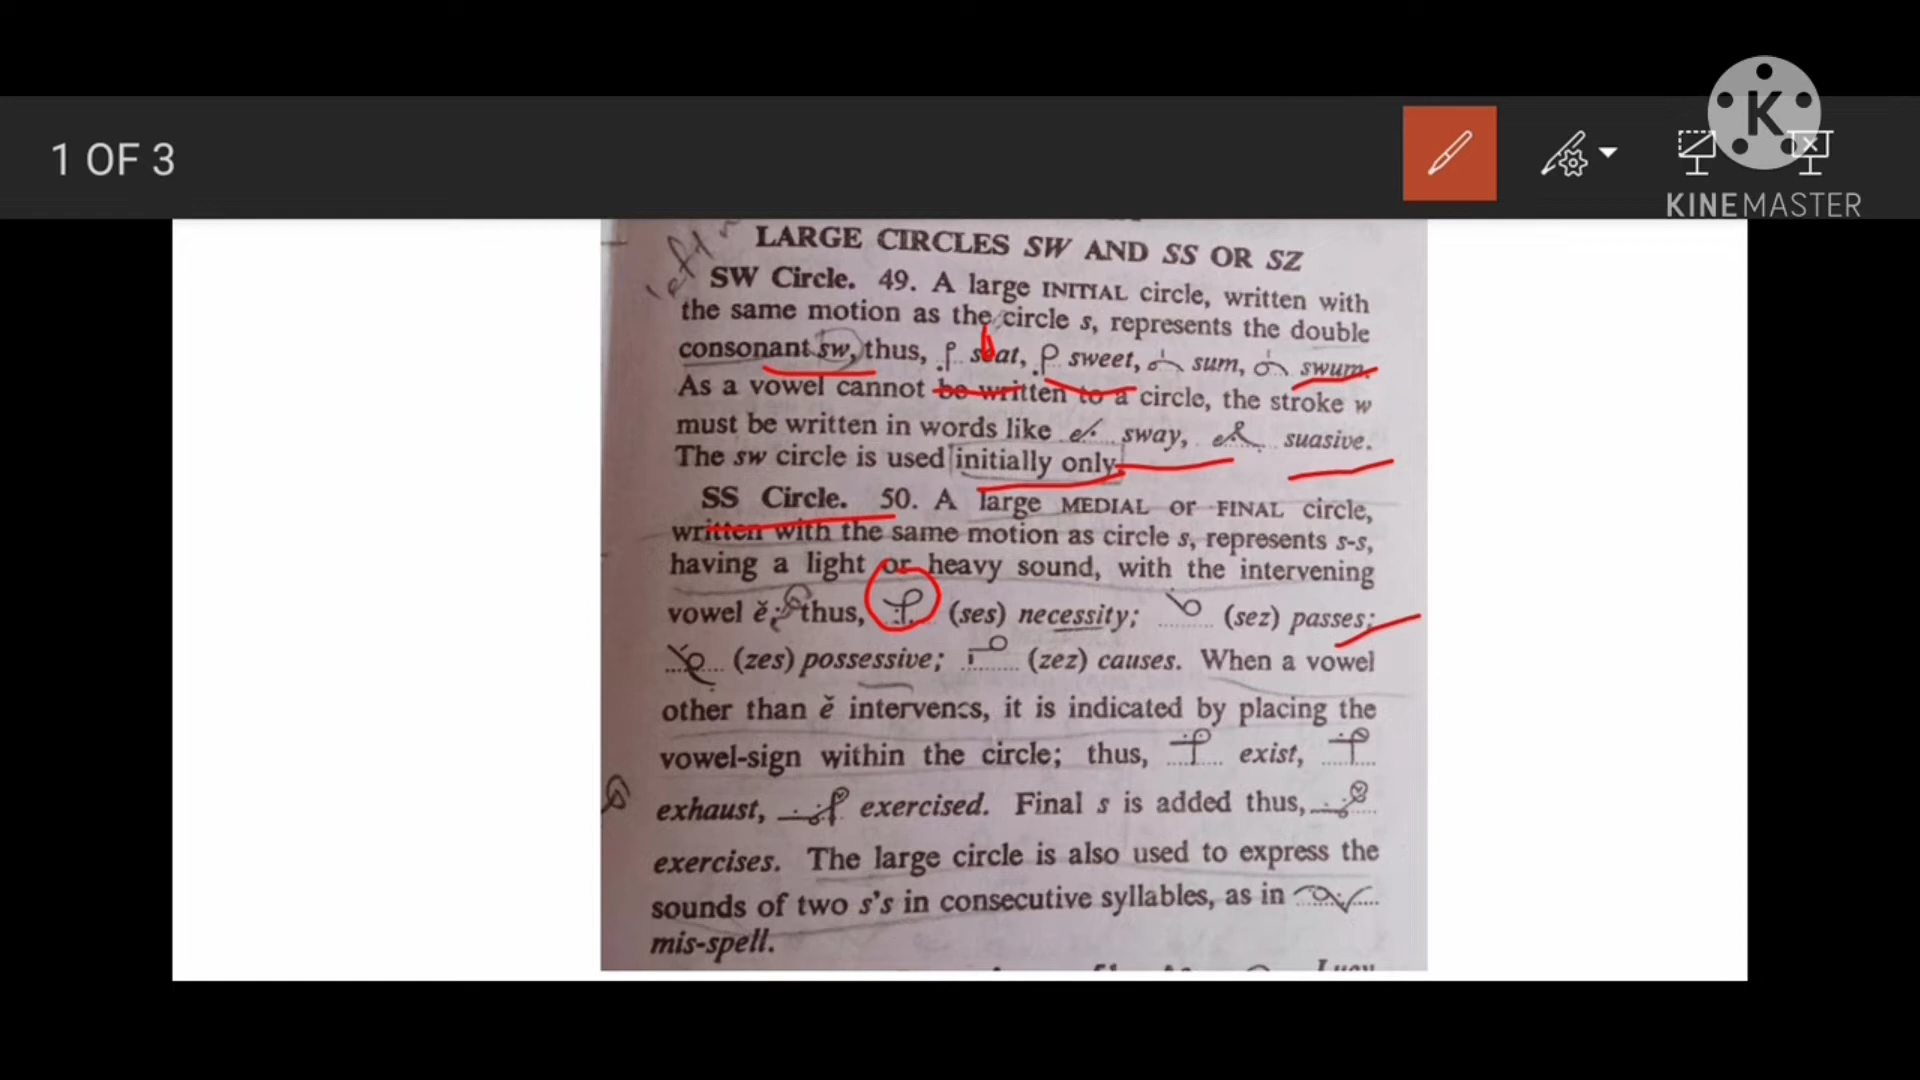 1 OF 3
K
KINEMASTER
LARGE CIRCLES SW AND SS OR SZ
SW Circle. 49. A large INITIAL circle, written with
the same motion as the circle s, represents the double
consonant sw, thus, seat, sweet, sum, swum.
As a vowel cannot be written to a circle, the stroke w
must be written in words like sway, suasive.
The sw circle is used initially only.
SS Circle. 50. A large MEDIAL or FINAL circle,
written with the same motion as circle s, represents s-s,
having a light or heavy sound, with the intervening
vowel ĕ; thus, (ses) necessity; (sez) passes;
(zes) possessive; (zez) causes. When a vowel
other than ĕ intervenes, it is indicated by placing the
vowel-sign within the circle; thus, exist,
exhaust, exercised. Final s is added thus,
exercises. The large circle is also used to express the
sounds of two s's in consecutive syllables, as in
mis-spell.